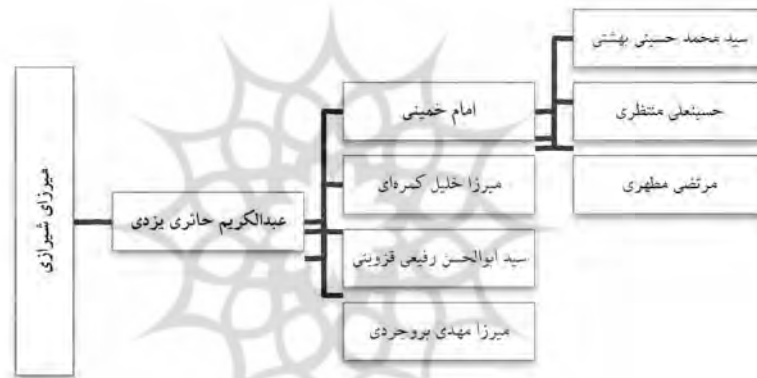 میرزای شیرازی
عبدالکریم حائری یزدی
امام خمینی
میرزا خلیل کمره‌ای
سید ابوالحسن رفیعی قزوینی
میرزا مهدی بروجردی
سید محمد حسینی بهشتی
حسینعلی منتظری
مرتضی مطهری